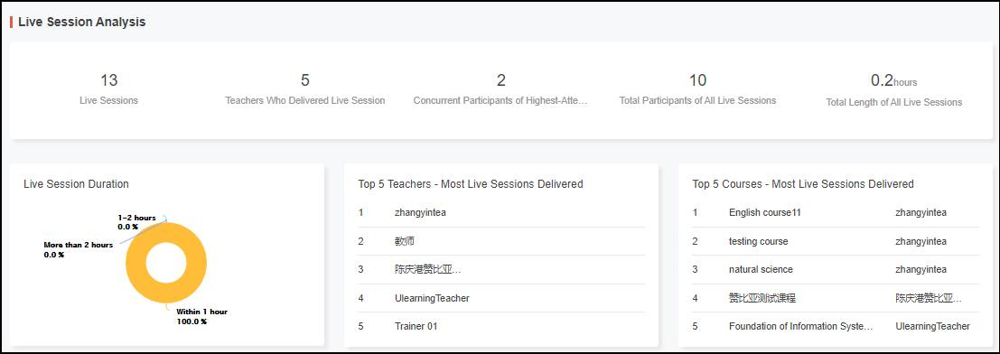 Live Session Analysis
13
Live Sessions
5
Teachers Who Delivered Live Session
2
Concurrent Participants of Highest-Atte...
10
Total Participants of All Live Sessions
0.2hours
Total Length of All Live Sessions
Live Session Duration
1-2 hours
0.0 %
More than 2 hours
0.0 %
Within 1 hour
100.0 %
Top 5 Teachers - Most Live Sessions Delivered
1 zhangyintea
2 教师
3 陈庆港赞比亚...
4 UlearningTeacher
5 Trainer 01
Top 5 Courses - Most Live Sessions Delivered
1 English course11 zhangyintea
2 testing course zhangyintea
3 natural science zhangyintea
4 赞比亚测试课程 陈庆港赞比亚...
5 Foundation of Information Syste... UlearningTeacher